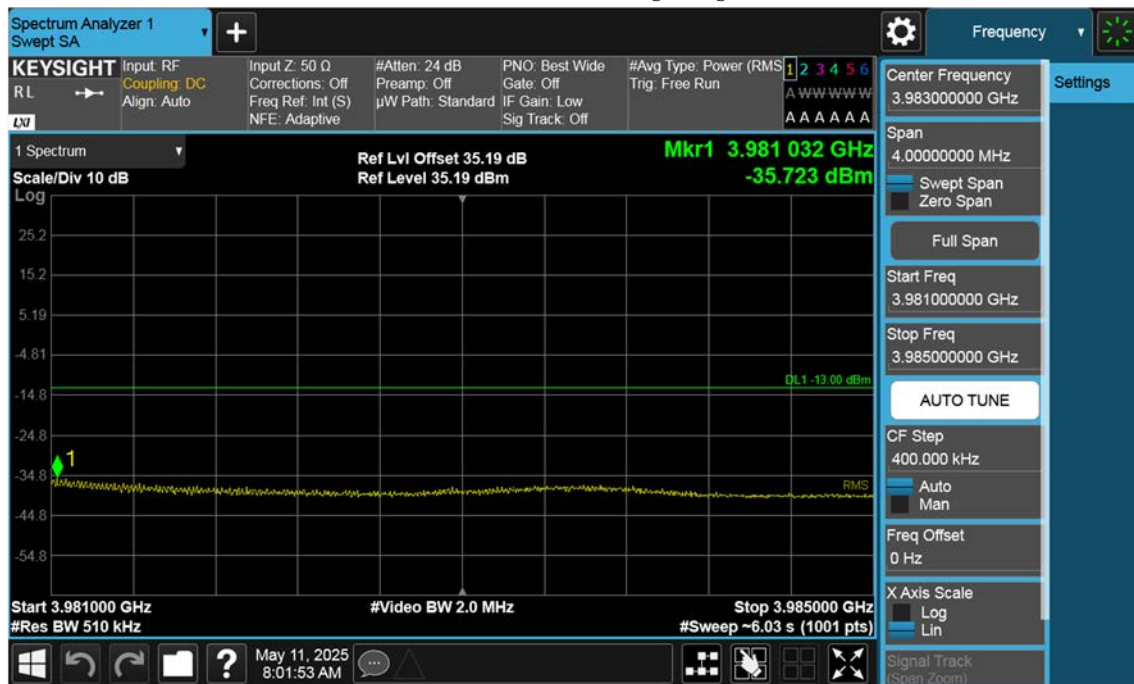 Spectrum Analyzer 1
Swept SA
+
Frequency
KEYSIGHT
RL
LXI
Input: RF
Coupling: DC
Align: Auto
Input Z: 50 Ω
Corrections: Off
Freq Ref: Int (S)
NFE: Adaptive
#Atten: 24 dB
Preamp: Off
µW Path: Standard
PNO: Best Wide
Gate: Off
IF Gain: Low
Sig Track: Off
#Avg Type: Power (RMS
Trig: Free Run
1 2 3 4 5 6
A W W W W W
A A A A A A
1 Spectrum
Scale/Div 10 dB
Ref Lvl Offset 35.19 dB
Ref Level 35.19 dBm
Mkr1 3.981 032 GHz
-35.723 dBm
Log
25.2
15.2
5.19
-4.81
-14.8
-24.8
-34.8
-44.8
-54.8
DL1 -13.00 dBm
1
RMS
Start 3.981000 GHz
#Res BW 510 kHz
#Video BW 2.0 MHz
Stop 3.985000 GHz
#Sweep ~6.03 s (1001 pts)
?
May 11, 2025
8:01:53 AM
Center Frequency
3.983000000 GHz
Settings
Span
4.00000000 MHz
Swept Span
Zero Span
Full Span
Start Freq
3.981000000 GHz
Stop Freq
3.985000000 GHz
AUTO TUNE
CF Step
400.000 kHz
Auto
Man
Freq Offset
0 Hz
X Axis Scale
Log
Lin
Signal Track
(Span Zoom)